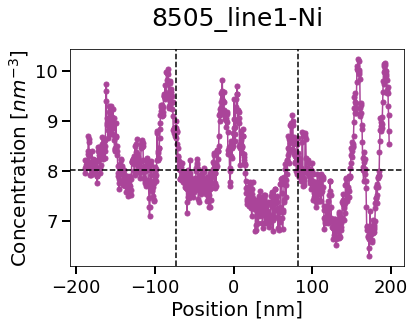 8505_line1-Ni
Concentration [$nm^{-3}$]
10
9
8
7
−200 −100 0 100 200
Position [nm]